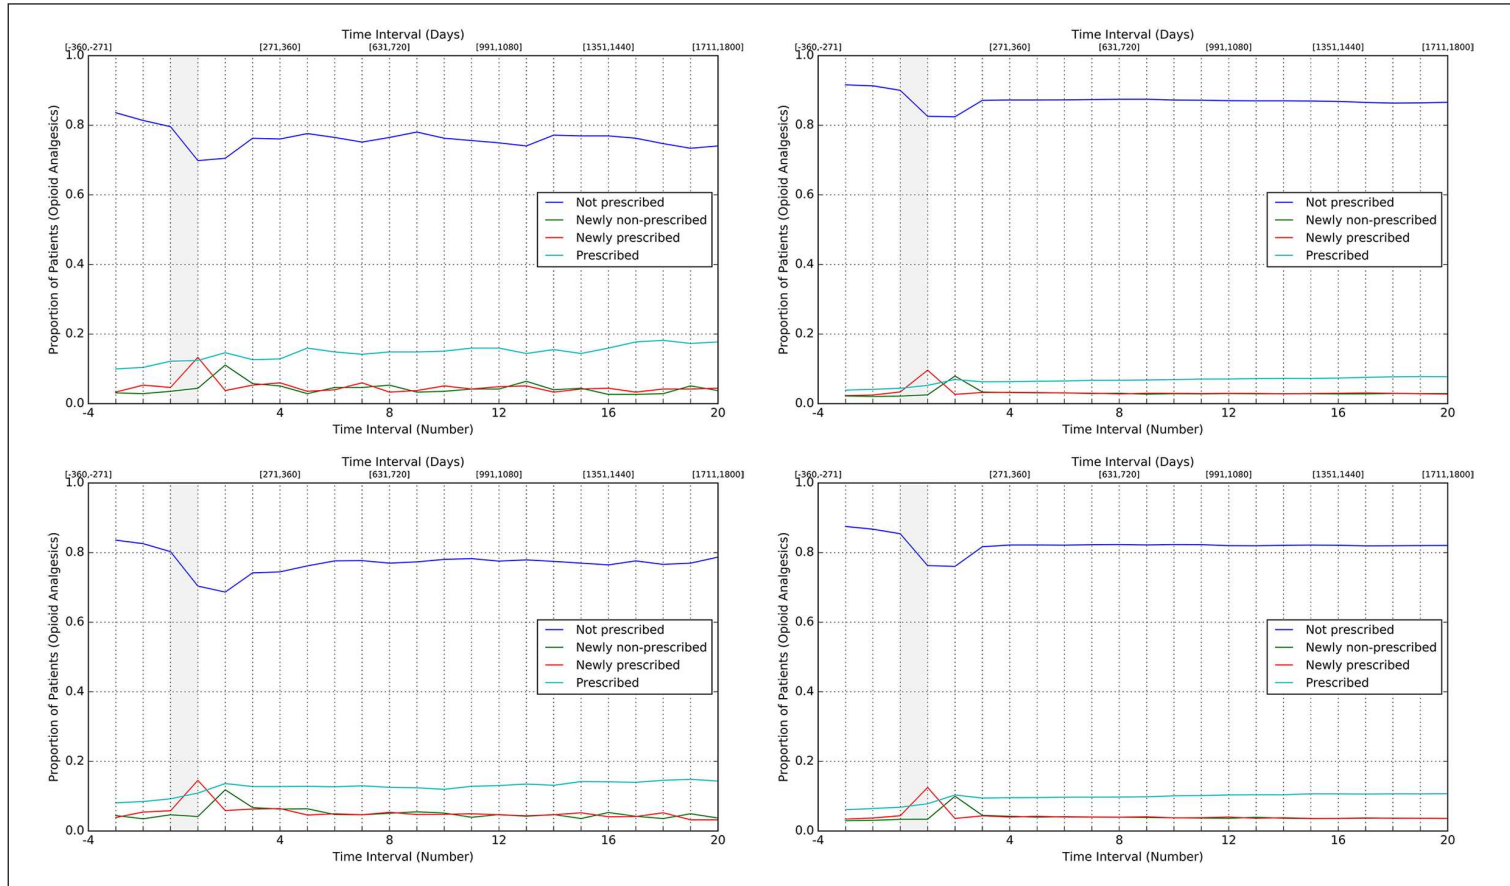 Time Interval (Days)
[-360,-271] [271,360] [631,720] [991,1080] [1351,1440] [1711,1800]
1.0
0.8
0.6
0.4
0.2
0.0
Proportion of Patients (Opioid Analgesics)
Not prescribed
Newly non-prescribed
Newly prescribed
Prescribed
-4 4 8 12 16 20
Time Interval (Number)
Time Interval (Days)
[-360,-271] [271,360] [631,720] [991,1080] [1351,1440] [1711,1800]
1.0
0.8
0.6
0.4
0.2
0.0
Proportion of Patients (Opioid Analgesics)
Not prescribed
Newly non-prescribed
Newly prescribed
Prescribed
-4 4 8 12 16 20
Time Interval (Number)
Time Interval (Days)
[-360,-271] [271,360] [631,720] [991,1080] [1351,1440] [1711,1800]
1.0
0.8
0.6
0.4
0.2
0.0
Proportion of Patients (Opioid Analgesics)
Not prescribed
Newly non-prescribed
Newly prescribed
Prescribed
-4 4 8 12 16 20
Time Interval (Number)
Time Interval (Days)
[-360,-271] [271,360] [631,720] [991,1080] [1351,1440] [1711,1800]
1.0
0.8
0.6
0.4
0.2
0.0
Proportion of Patients (Opioid Analgesics)
Not prescribed
Newly non-prescribed
Newly prescribed
Prescribed
-4 4 8 12 16 20
Time Interval (Number)